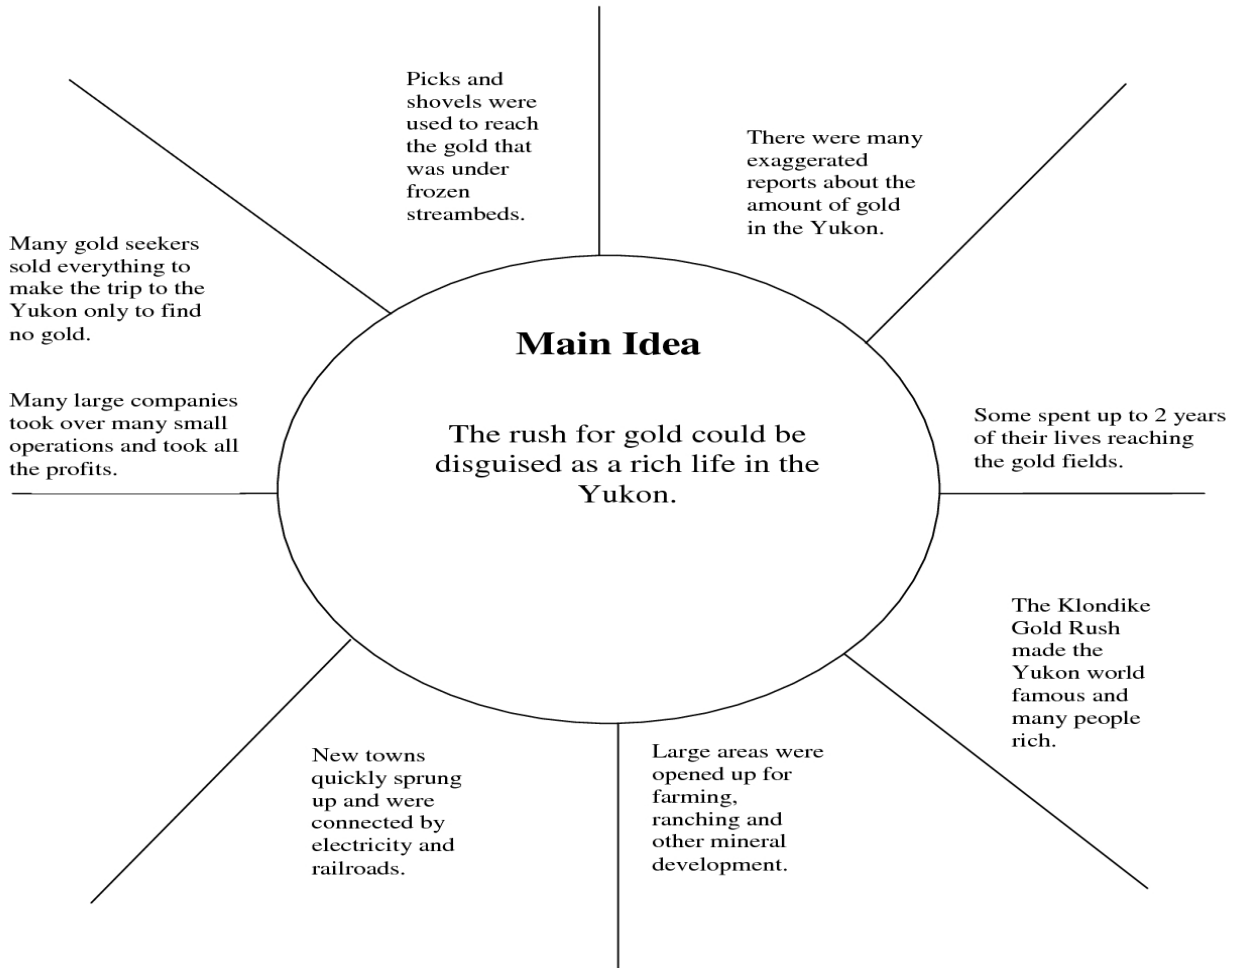 Picks and
shovels were
used to reach
the gold that
was under
frozen
streambeds.
There were many
exaggerated
reports about the
amount of gold
in the Yukon.
Many gold seekers
sold everything to
make the trip to the
Yukon only to find
no gold.
Main Idea
The rush for gold could be
disguised as a rich life in the
Yukon.
Many large companies
took over many small
operations and took all
the profits.
Some spent up to 2 years
of their lives reaching
the gold fields.
The Klondike
Gold Rush
made the
Yukon world
famous and
many people
rich.
New towns
quickly sprung
up and were
connected by
electricity and
railroads.
Large areas were
opened up for
farming,
ranching and
other mineral
development.